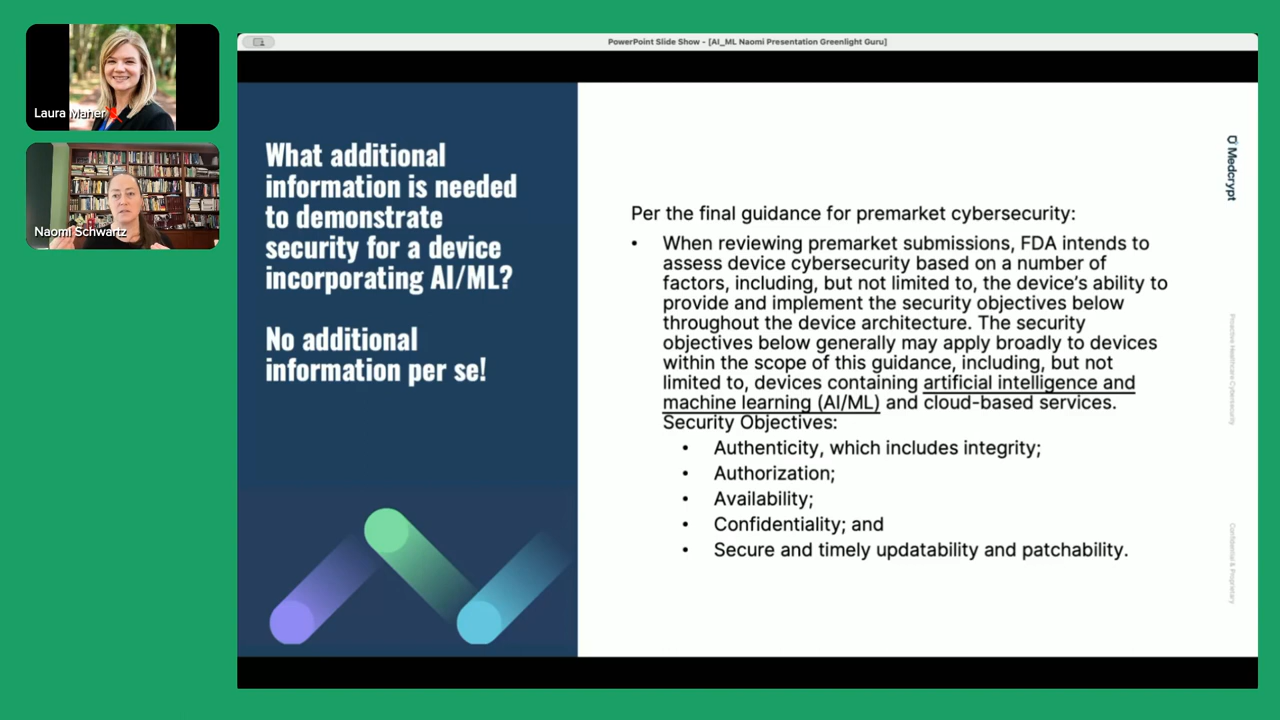 PowerPoint Slide Show - [AI_ML Naomi Presentation Greenlight Guru]
Laura Maher
Naomi Schwartz
What additional
information is needed
to demonstrate
security for a device
incorporating AI/ML?
No additional
information per se!
Per the final guidance for premarket cybersecurity:
• When reviewing premarket submissions, FDA intends to
assess device cybersecurity based on a number of
factors, including, but not limited to, the device's ability to
provide and implement the security objectives below
throughout the device architecture. The security
objectives below generally may apply broadly to devices
within the scope of this guidance, including, but not
limited to, devices containing artificial intelligence and
machine learning (AI/ML) and cloud-based services.
Security Objectives:
• Authenticity, which includes integrity;
• Authorization;
• Availability;
• Confidentiality; and
• Secure and timely updatability and patchability.
Medcrypt
Proactive Healthcare Cybersecurity
Confidential & Proprietary